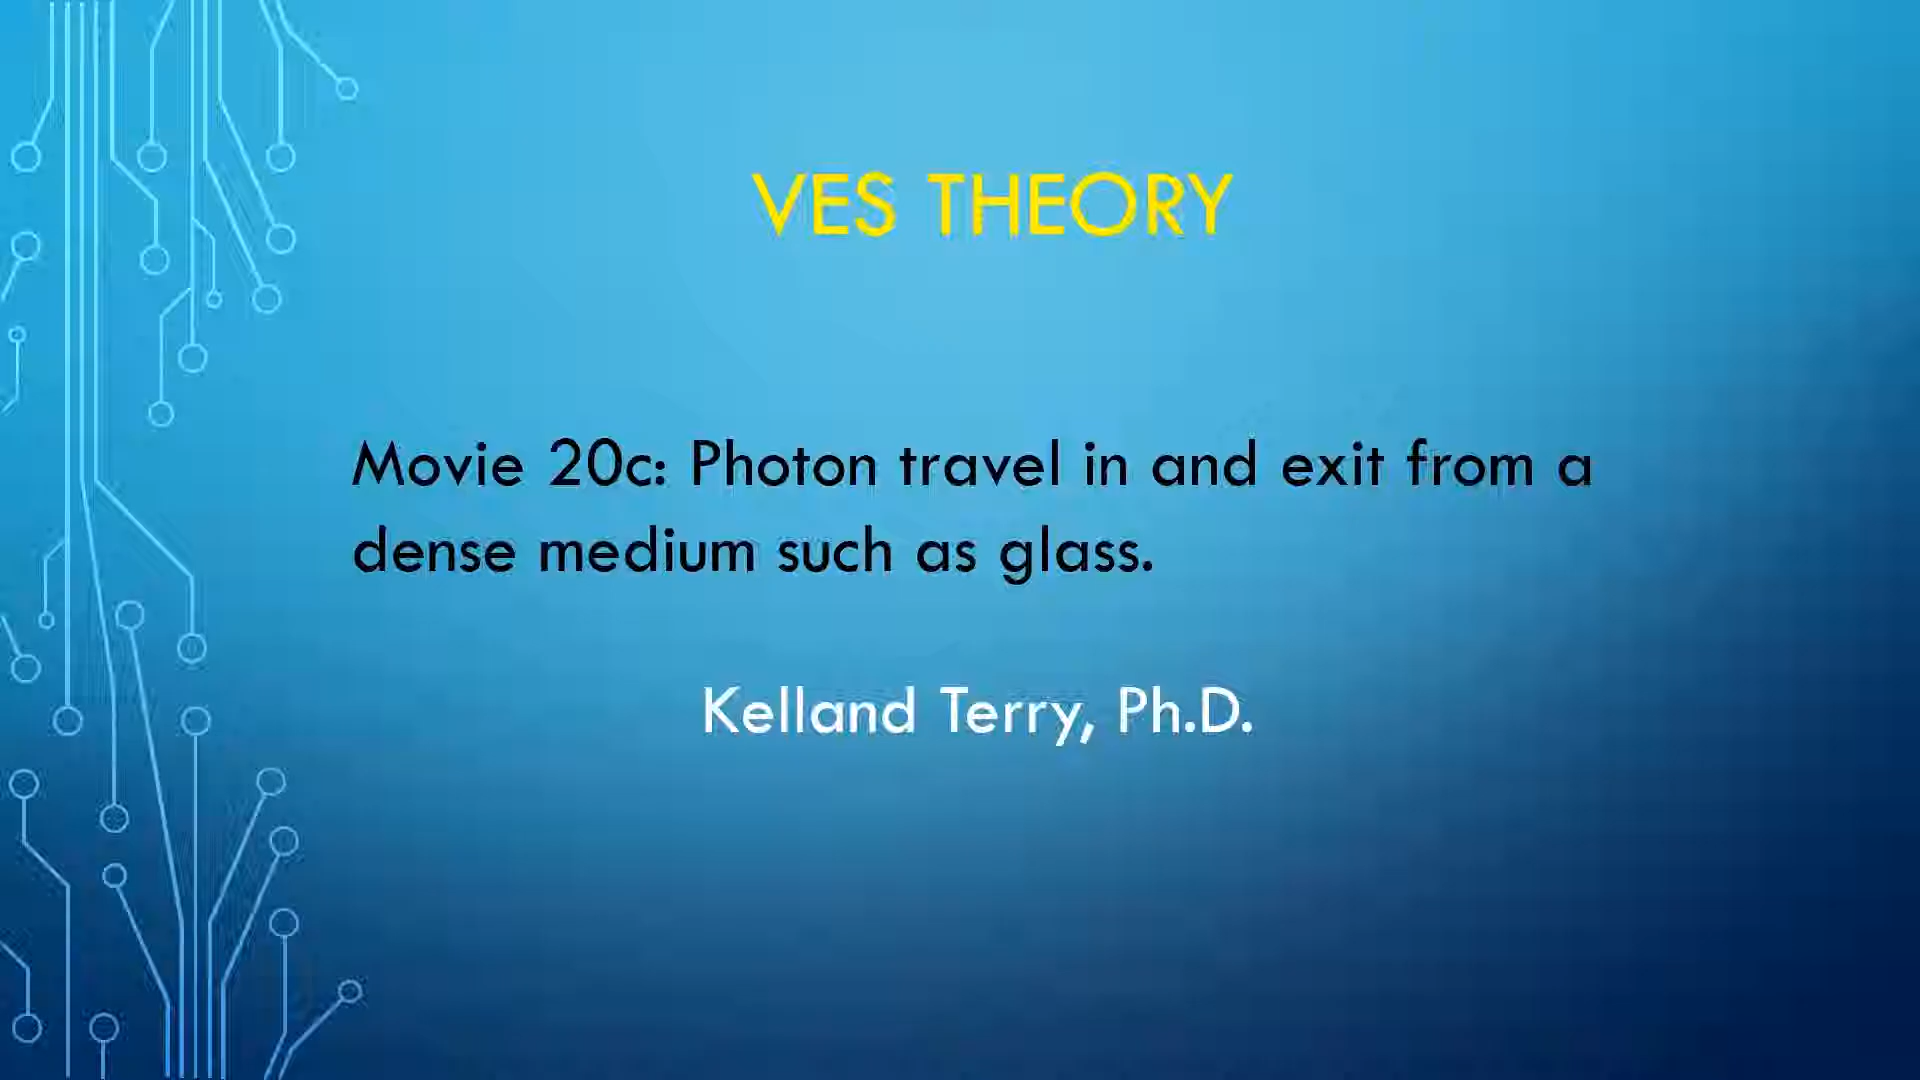 VES THEORY
Movie 20c: Photon travel in and exit from a
dense medium such as glass.
Kelland Terry, Ph.D.